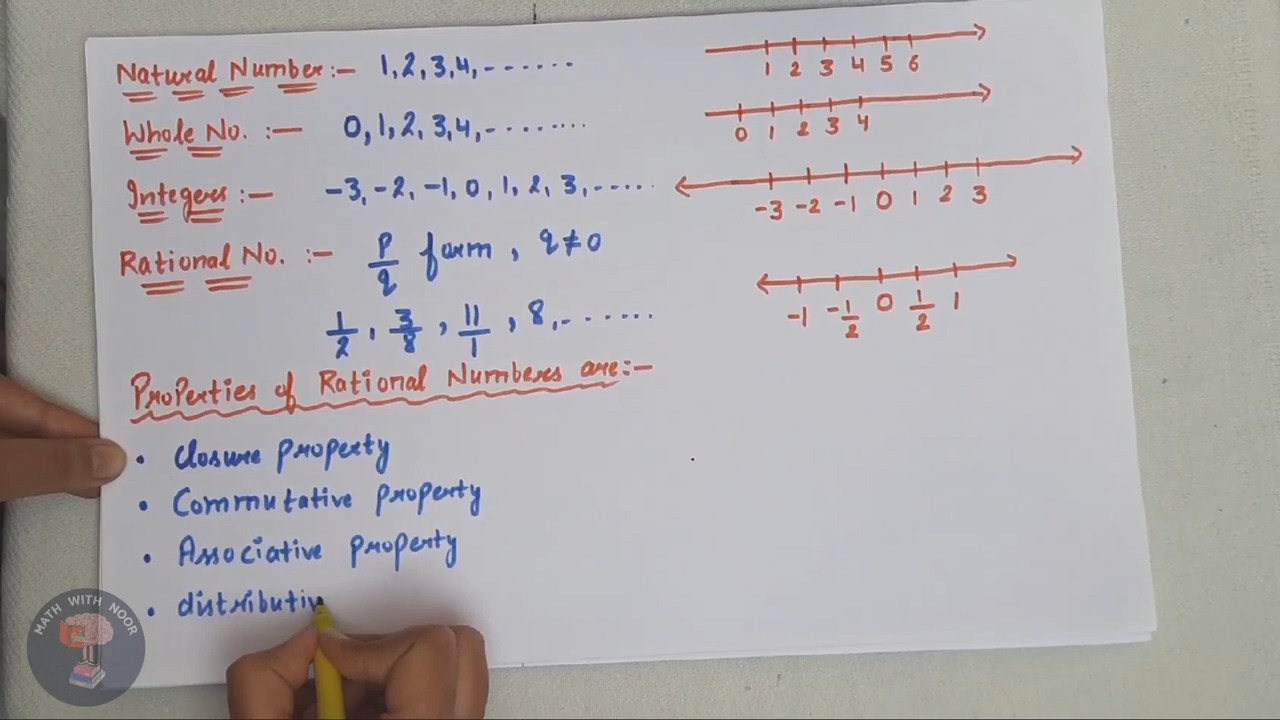 Natural Number:- 1, 2, 3, 4, -------
1 2 3 4 5 6
Whole No. :- 0, 1, 2, 3, 4, --------
0 1 2 3 4
Integers :- -3, -2, -1, 0, 1, 2, 3, -----
-3 -2 -1 0 1 2 3
Rational No. :- P/q form, q ≠ 0
-1 -1/2 0 1/2 1
1/2, 3/8, 11/1, 8, -------
Properties of Rational Numberes are:-
• Closure property
• Commutative property
• Associative property
• distributiv
MATH WITH NOOR